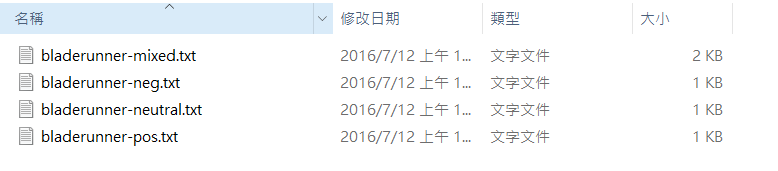 名稱 修改日期 類型 大小
bladerunner-mixed.txt 2016/7/12 上午 1... 文字文件 2 KB
bladerunner-neg.txt 2016/7/12 上午 1... 文字文件 1 KB
bladerunner-neutral.txt 2016/7/12 上午 1... 文字文件 1 KB
bladerunner-pos.txt 2016/7/12 上午 1... 文字文件 1 KB